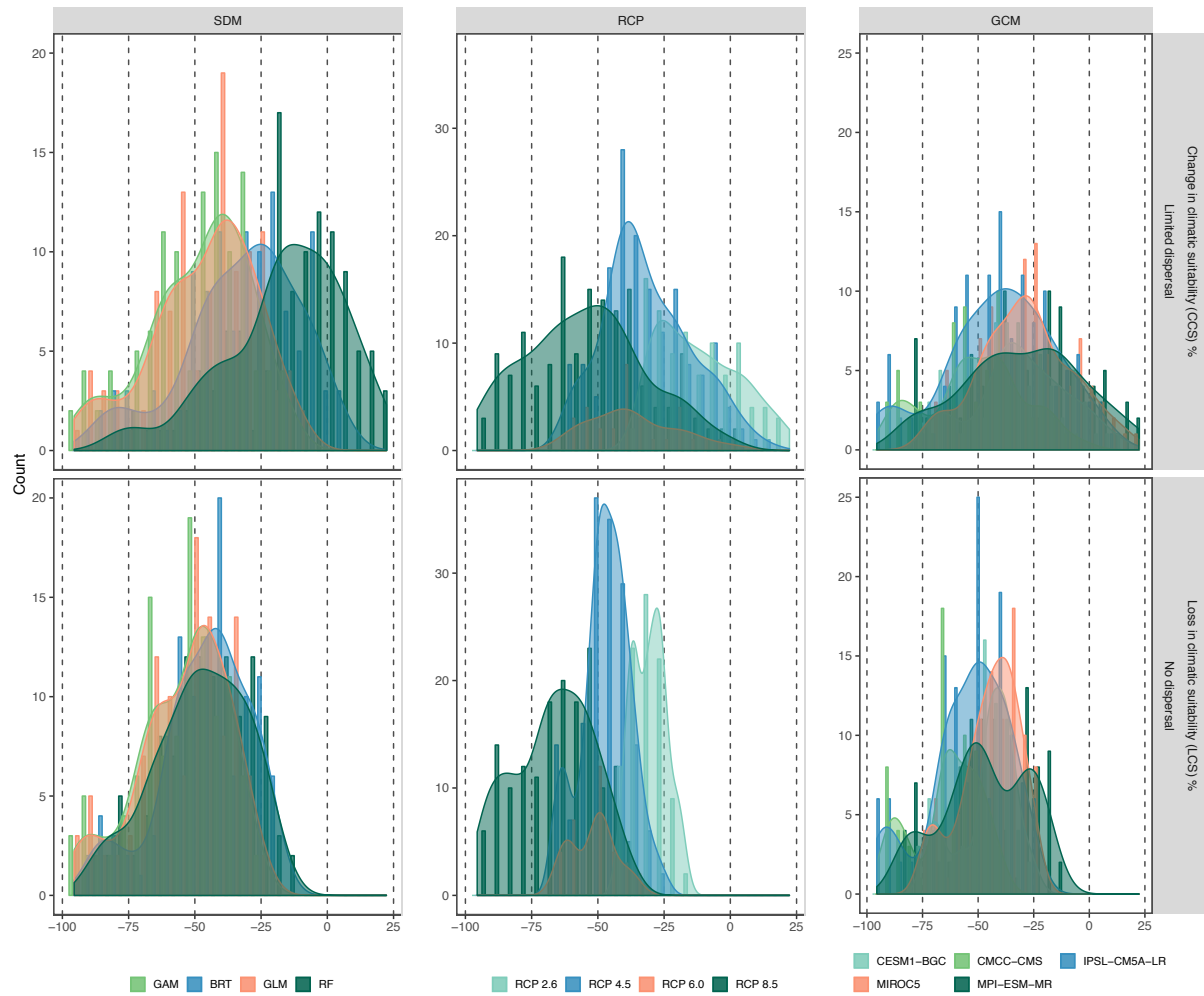 SDM
RCP
GCM
20
15
10
5
0
30
20
10
0
25
20
15
10
5
0
Change in climatic suitability (CCS) %
Limited dispersal
Count
20
15
10
5
0
30
20
10
0
25
20
15
10
5
0
Loss in climatic suitability (LCS) %
No dispersal
−100 −75 −50 −25 0 25
−100 −75 −50 −25 0 25
−100 −75 −50 −25 0 25
GAM BRT GLM RF
RCP 2.6 RCP 4.5 RCP 6.0 RCP 8.5
CESM1−BGC CMCC−CMS IPSL−CM5A−LR
MIROC5 MPI−ESM−MR